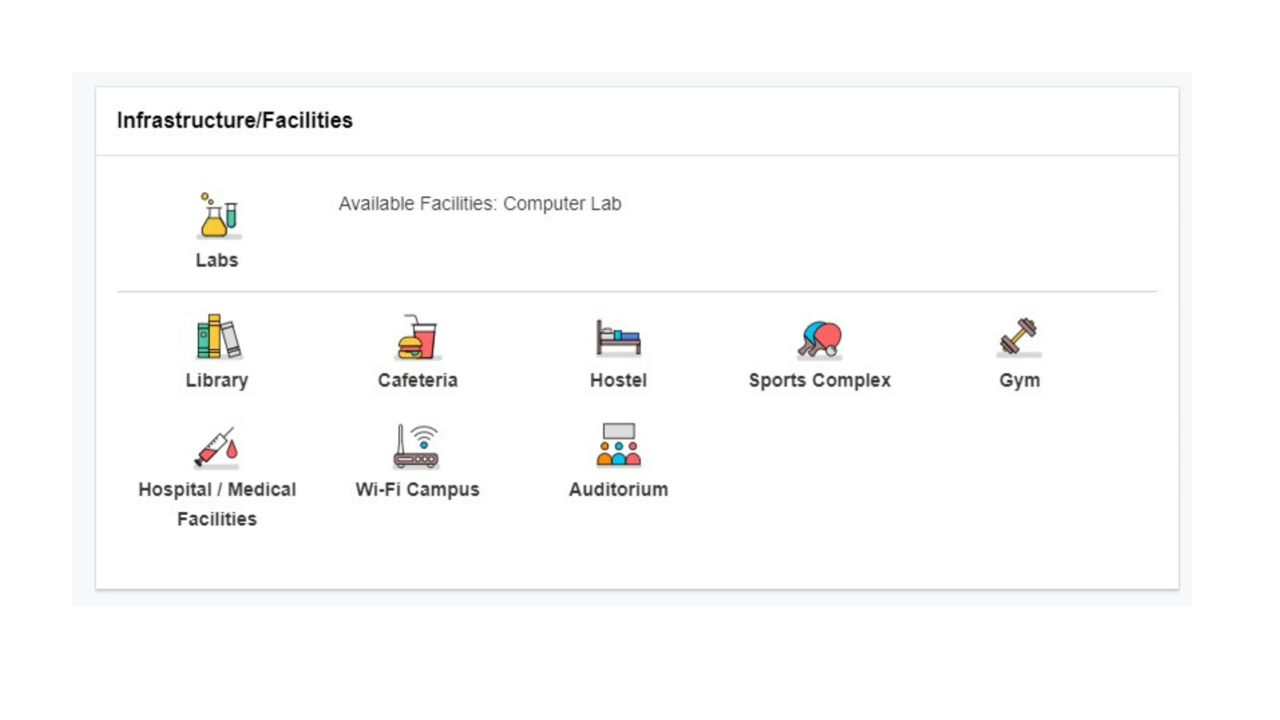 Infrastructure/Facilities
Available Facilities: Computer Lab
Labs
Library Cafeteria Hostel Sports Complex Gym
Hospital / Medical Wi-Fi Campus Auditorium
Facilities